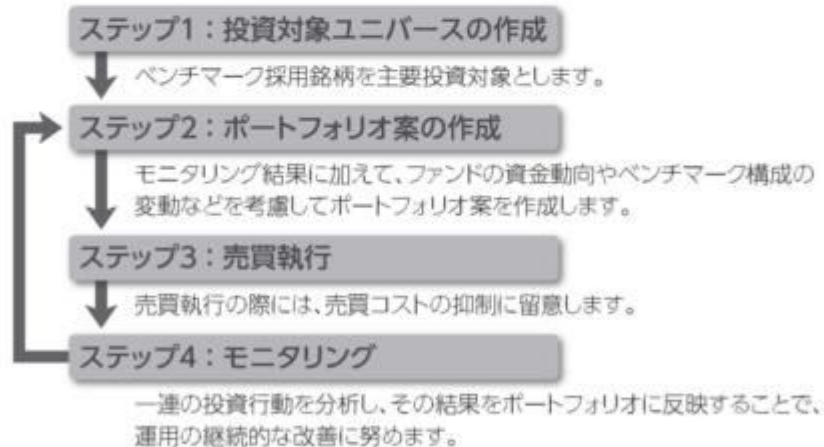 ステップ1：投資対象ユニバースの作成
ベンチマーク採用銘柄を主要投資対象とします。
ステップ2：ポートフォリオ案の作成
モニタリング結果に加えて、ファンドの資金動向やベンチマーク構成の
変動などを考慮してポートフォリオ案を作成します。
ステップ3：売買執行
売買執行の際には、売買コストの抑制に留意します。
ステップ4：モニタリング
一連の投資行動を分析し、その結果をポートフォリオに反映することで、
運用の継続的な改善に努めます。